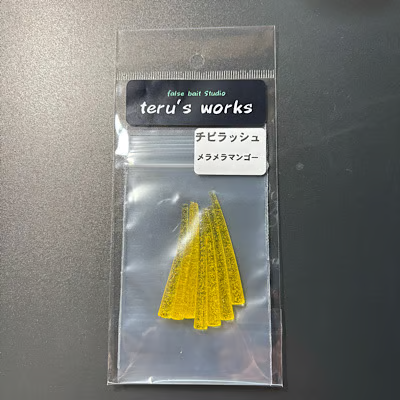 false bait Studio
teru's works
チビラッシュ
メラメラマンゴー